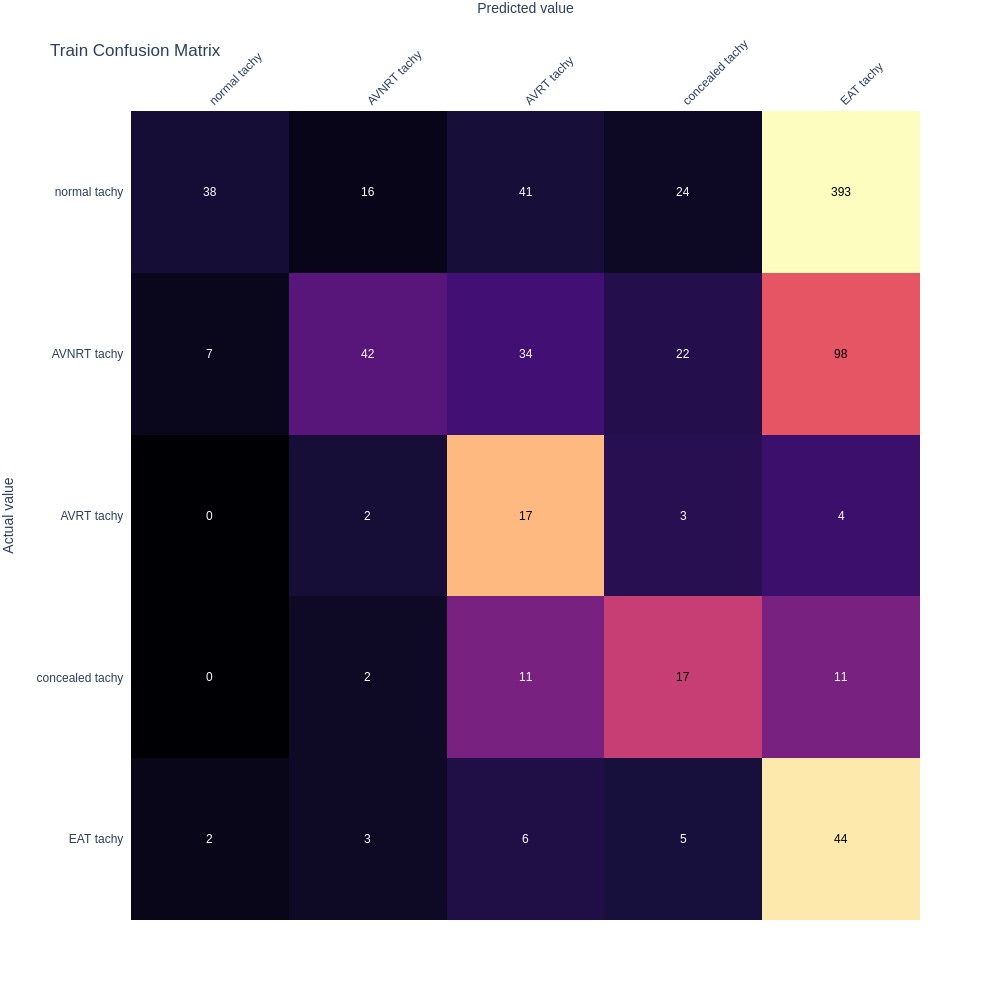 Predicted value
Train Confusion Matrix
normal tachy AVNRT tachy AVRT tachy concealed tachy EAT tachy
normal tachy 38 16 41 24 393
AVNRT tachy 7 42 34 22 98
AVRT tachy 0 2 17 3 4
Actual value
concealed tachy 0 2 11 17 11
EAT tachy 2 3 6 5 44